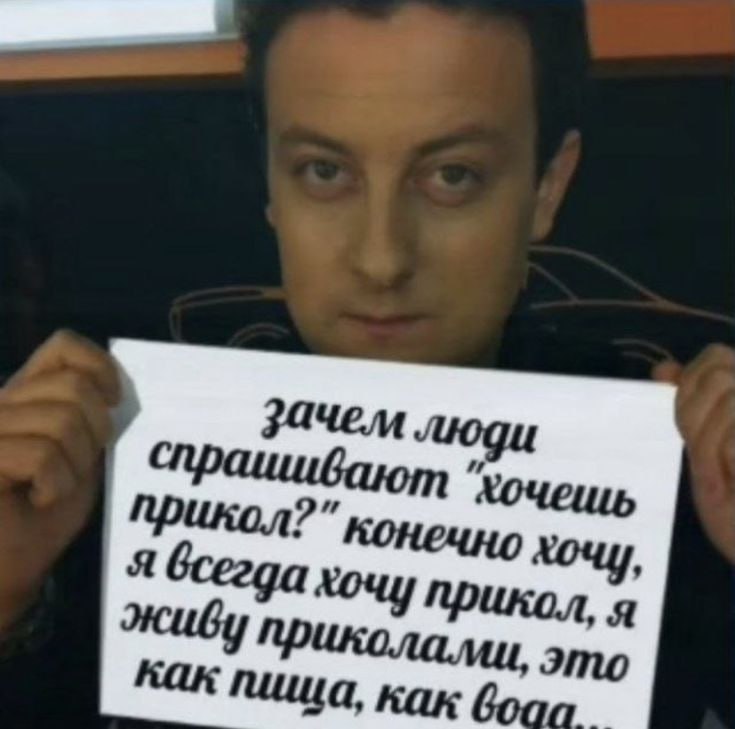 зачем люди
спрашивают "хочешь
прикол?" конечно хочу,
я всегда хочу прикол, я
живу приколами, это
как пища, как вода...